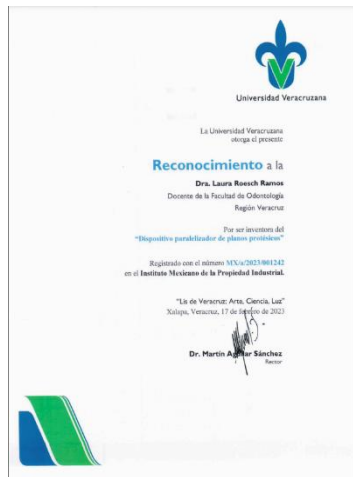 Universidad Veracruzana
La Universidad Veracruzana
otorga el presente
Reconocimiento a la
Dra. Laura Roesch Ramos
Docente de la Facultad de Odontología
Región Veracruz
Por ser inventora del
“Dispositivo paralelizador de planos protésicos”
Registrado con el número MX/a/2023/001242
en el Instituto Mexicano de la Propiedad Industrial.
“Lis de Veracruz: Arte, Ciencia, Luz”
Xalapa, Veracruz, 17 de febrero de 2023
Dr. Martín Aguilar Sánchez
Rector